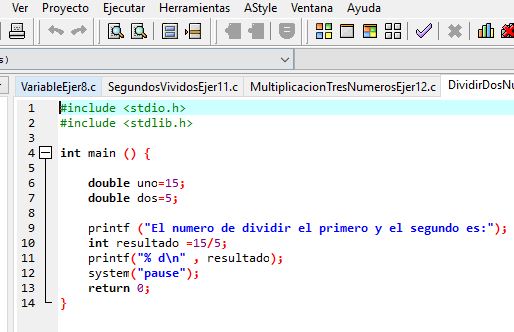 Ver Proyecto Ejecutar Herramientas AStyle Ventana Ayuda
s)
VariableEjer8.c SegundosVividosEjer11.c MultiplicacionTresNumerosEjer12.c DividirDosNu
1 #include <stdio.h>
2 #include <stdlib.h>
3
4 int main () {
5
6 double uno=15;
7 double dos=5;
8
9 printf ("El numero de dividir el primero y el segundo es:");
10 int resultado =15/5;
11 printf("% d\n" , resultado);
12 system("pause");
13 return 0;
14 }